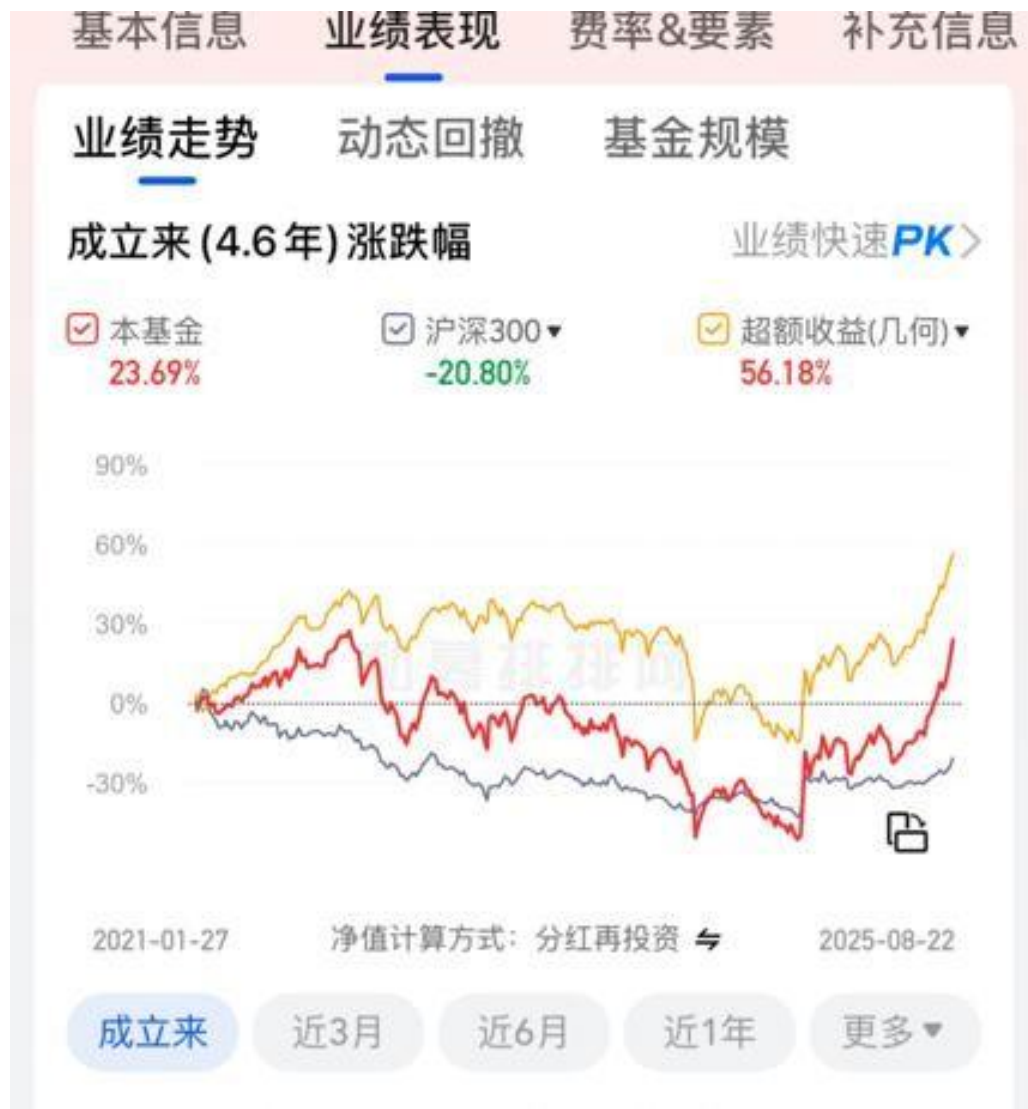 基本信息 业绩表现 费率&要素 补充信息
业绩走势 动态回撤 基金规模
成立来(4.6年)涨跌幅 业绩快速PK
本基金 沪深300 超额收益(几何)
23.69% -20.80% 56.18%
90%
60%
30%
0%
-30%
2021-01-27 净值计算方式：分红再投资 2025-08-22
成立来 近3月 近6月 近1年 更多